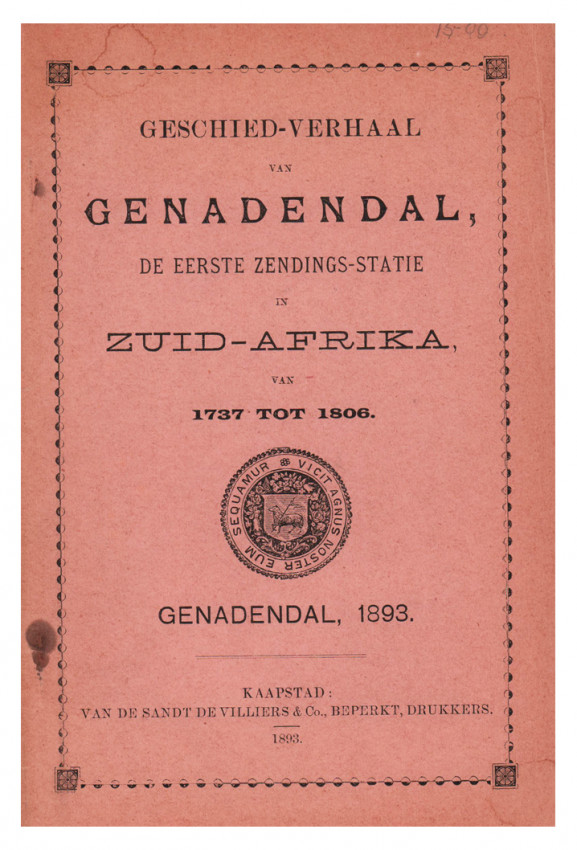 15-90
GESCHIED-VERHAAL
VAN
GENADENDAL,
DE EERSTE ZENDINGS-STATIE
IN
ZUID-AFRIKA,
VAN
1737 TOT 1806.
VICIT AGNUS NOSTER EUM SEQUAMUR
GENADENDAL, 1893.
KAAPSTAD:
VAN DE SANDT DE VILLIERS & Co., BEPERKT, DRUKKERS.
1893.